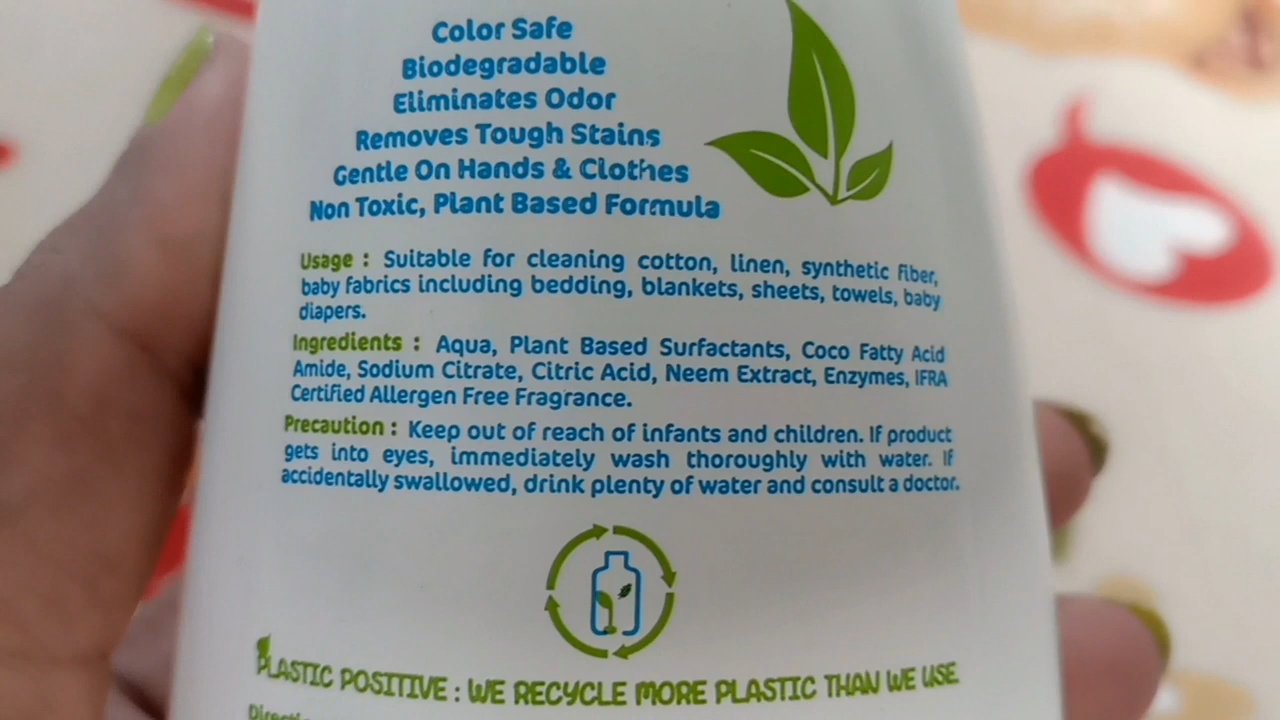 Color Safe
Biodegradable
Eliminates Odor
Removes Tough Stains
Gentle On Hands & Clothes
Non Toxic, Plant Based Formula
Usage : Suitable for cleaning cotton, linen, synthetic fiber,
baby fabrics including bedding, blankets, sheets, towels, baby
diapers.
Ingredients : Aqua, Plant Based Surfactants, Coco Fatty Acid
Amide, Sodium Citrate, Citric Acid, Neem Extract, Enzymes, IFRA
Certified Allergen Free Fragrance.
Precaution : Keep out of reach of infants and children. If product
gets into eyes, immediately wash thoroughly with water. If
accidentally swallowed, drink plenty of water and consult a doctor.
PLASTIC POSITIVE : WE RECYCLE MORE PLASTIC THAN WE USE